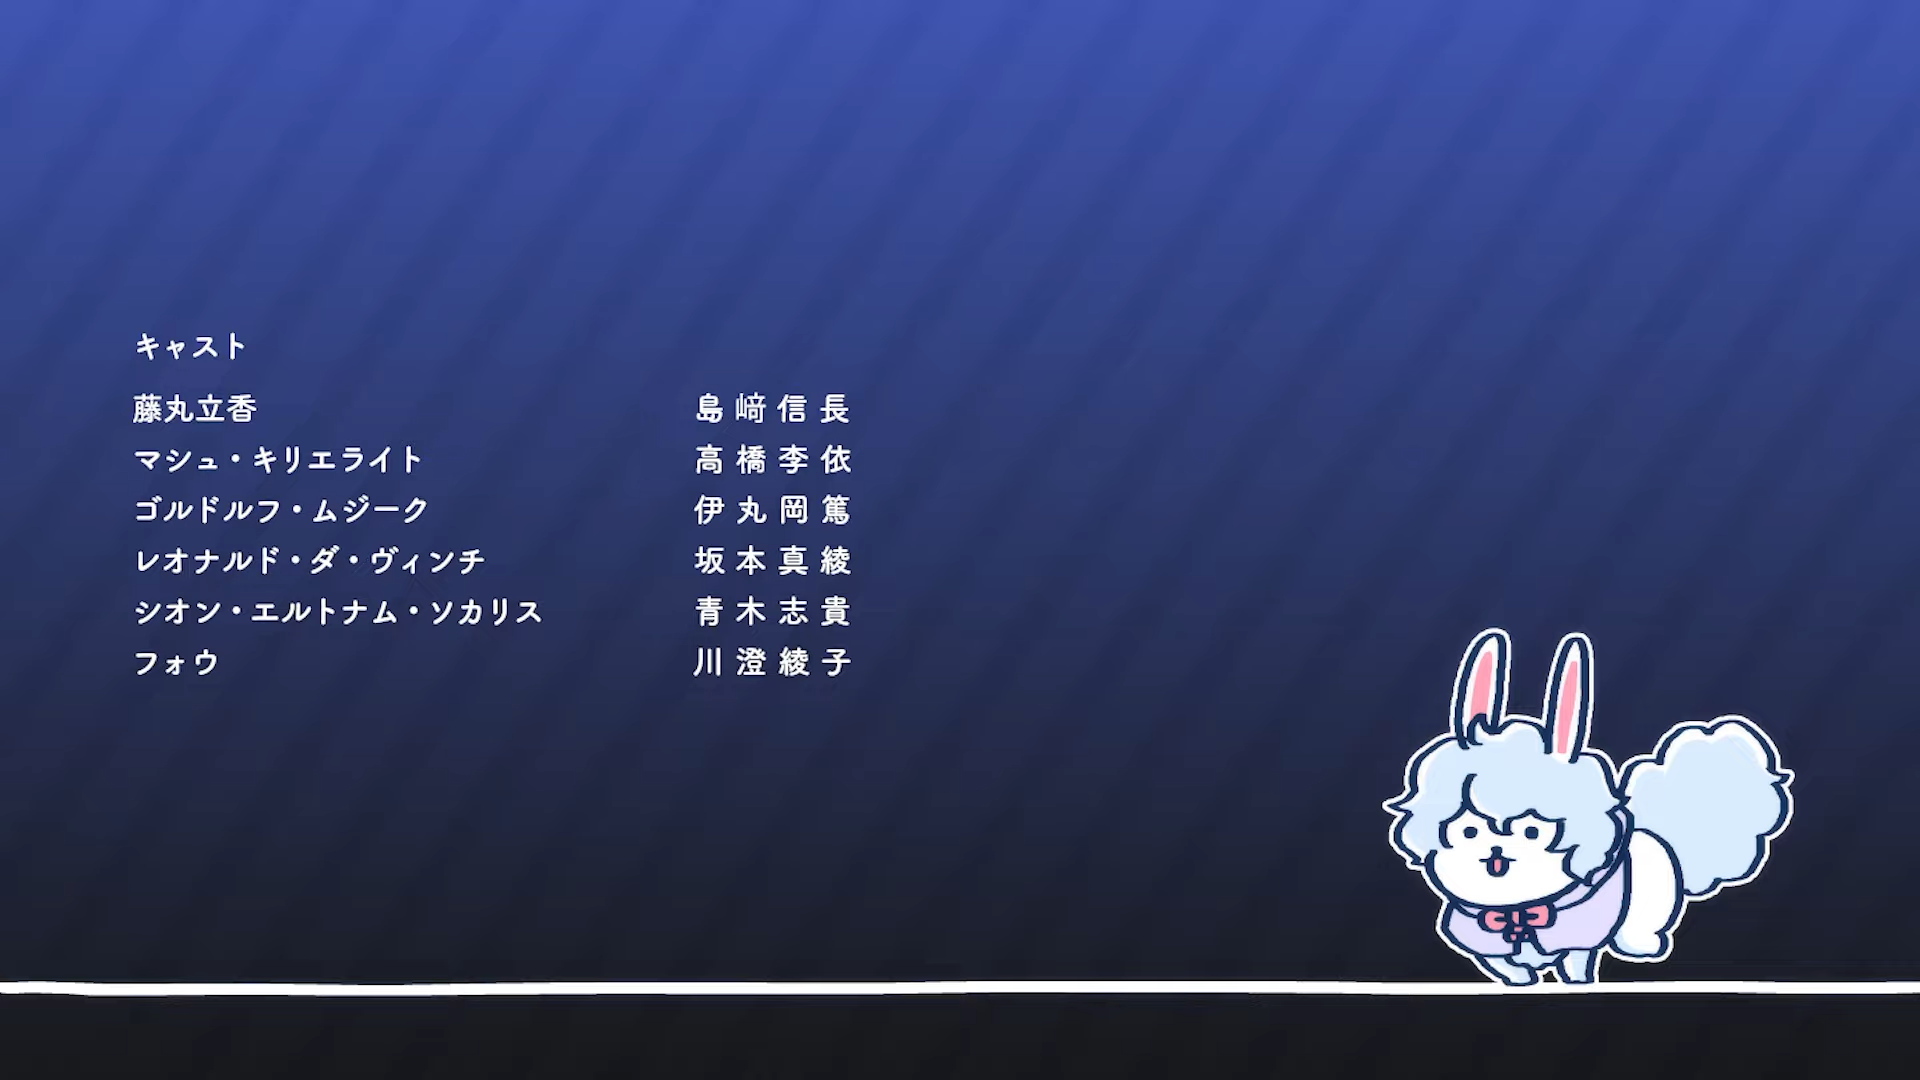 キャスト
藤丸立香 島﨑信長
マシュ・キリエライト 高橋李依
ゴルドルフ・ムジーク 伊丸岡篤
レオナルド・ダ・ヴィンチ 坂本真綾
シオン・エルトナム・ソカリス 青木志貴
フォウ 川澄綾子